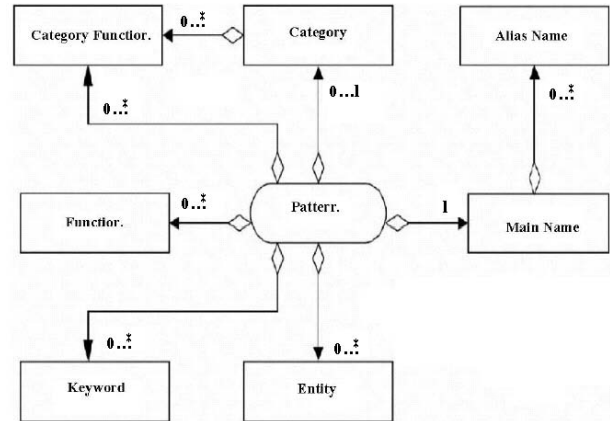 Category Functior.
0...*
Category
Alias Name
0...*
0...1
0...*
Functior.
0...*
Patterr.
1
Main Name
0...*
0...*
Keyword
Entity